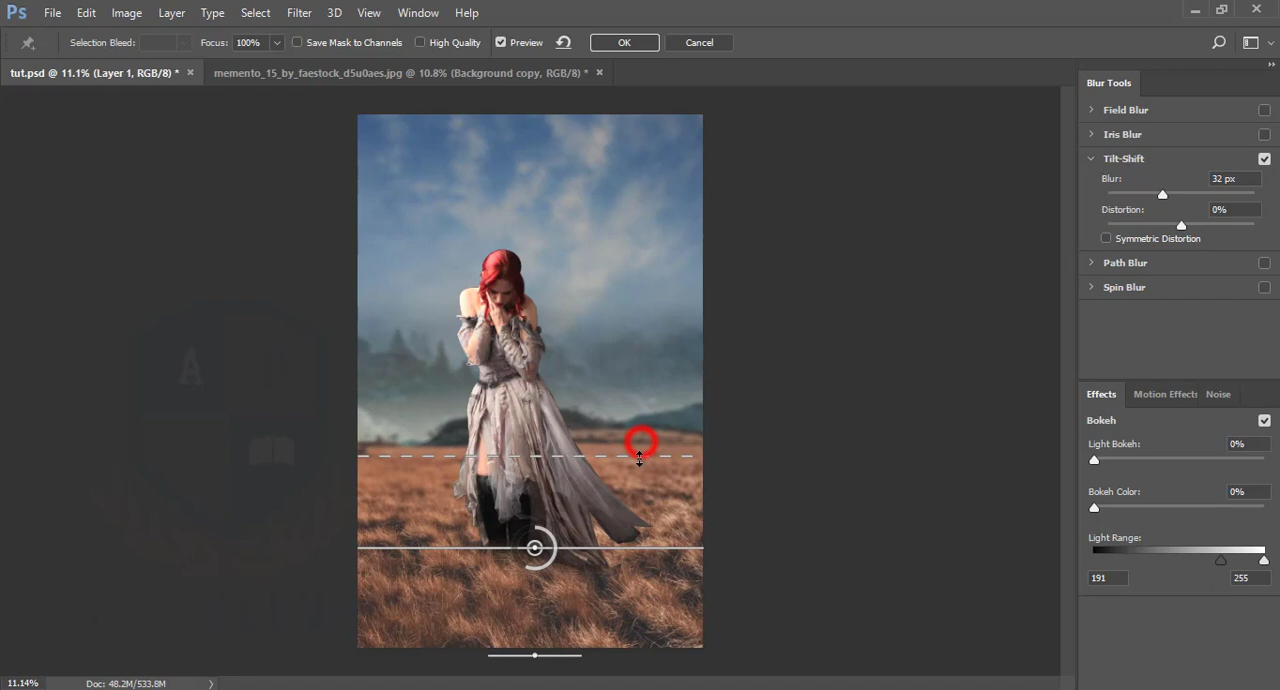 Ps File Edit Image Layer Type Select Filter 3D View Window Help
Selection Bleed: Focus: 100% Save Mask to Channels High Quality Preview OK Cancel
tut.psd @ 11.1% (Layer 1, RGB/8) * × memento_15_by_faestock_d5u0aes.jpg @ 10.8% (Background copy, RGB/8) * ×
Blur Tools
Field Blur
Iris Blur
Tilt-Shift
Blur: 32 px
Distortion: 0%
Symmetric Distortion
Path Blur
Spin Blur
A
Effects Motion Effects Noise
Bokeh
Light Bokeh: 0%
Bokeh Color: 0%
Light Range:
191 255
11.14% Doc: 48.2M/533.8M